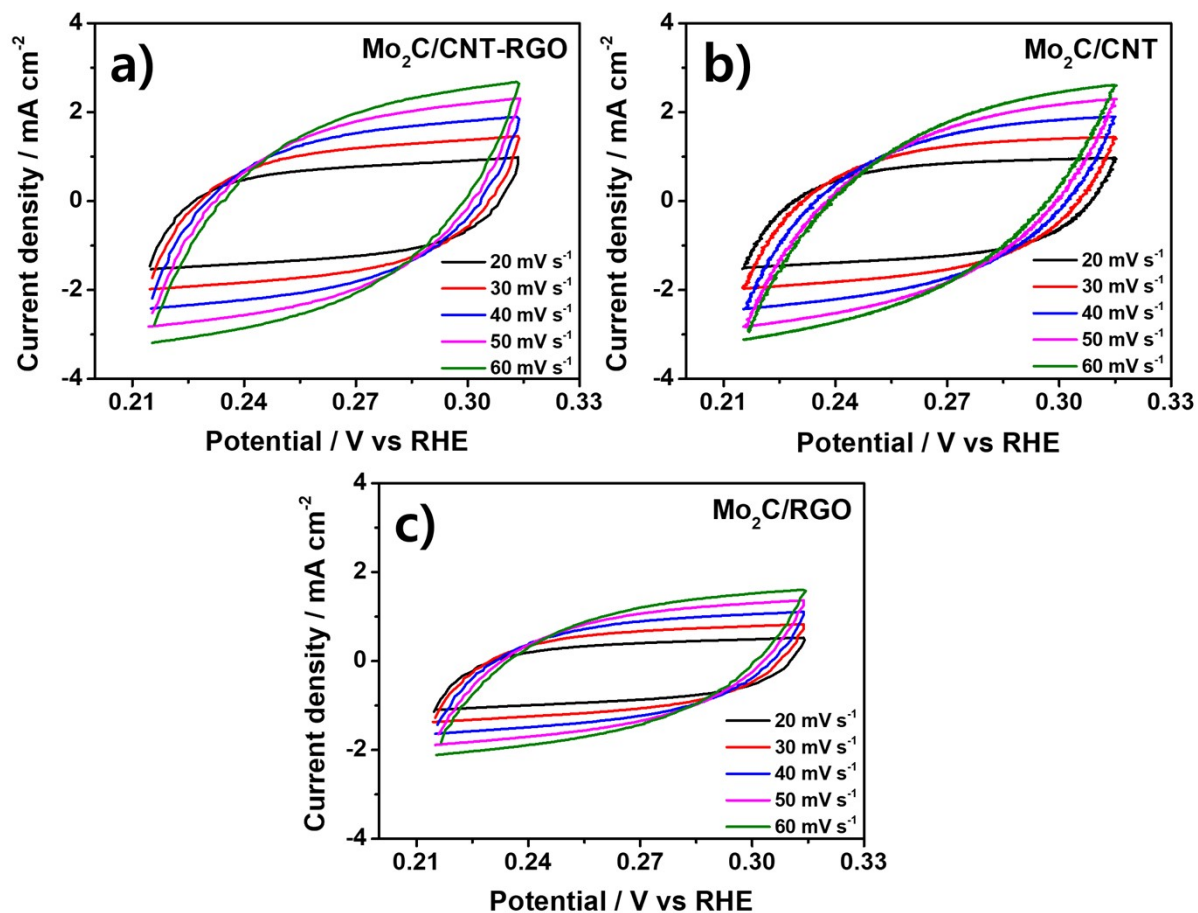 a)
Mo₂C/CNT-RGO
Current density / mA cm⁻²
4
2
0
-2
-4
20 mV s⁻¹
30 mV s⁻¹
40 mV s⁻¹
50 mV s⁻¹
60 mV s⁻¹
0.21 0.24 0.27 0.30 0.33
Potential / V vs RHE
b)
Mo₂C/CNT
Current density / mA cm⁻²
4
2
0
-2
-4
20 mV s⁻¹
30 mV s⁻¹
40 mV s⁻¹
50 mV s⁻¹
60 mV s⁻¹
0.21 0.24 0.27 0.30 0.33
Potential / V vs RHE
c)
Mo₂C/RGO
Current density / mA cm⁻²
4
2
0
-2
-4
20 mV s⁻¹
30 mV s⁻¹
40 mV s⁻¹
50 mV s⁻¹
60 mV s⁻¹
0.21 0.24 0.27 0.30 0.33
Potential / V vs RHE